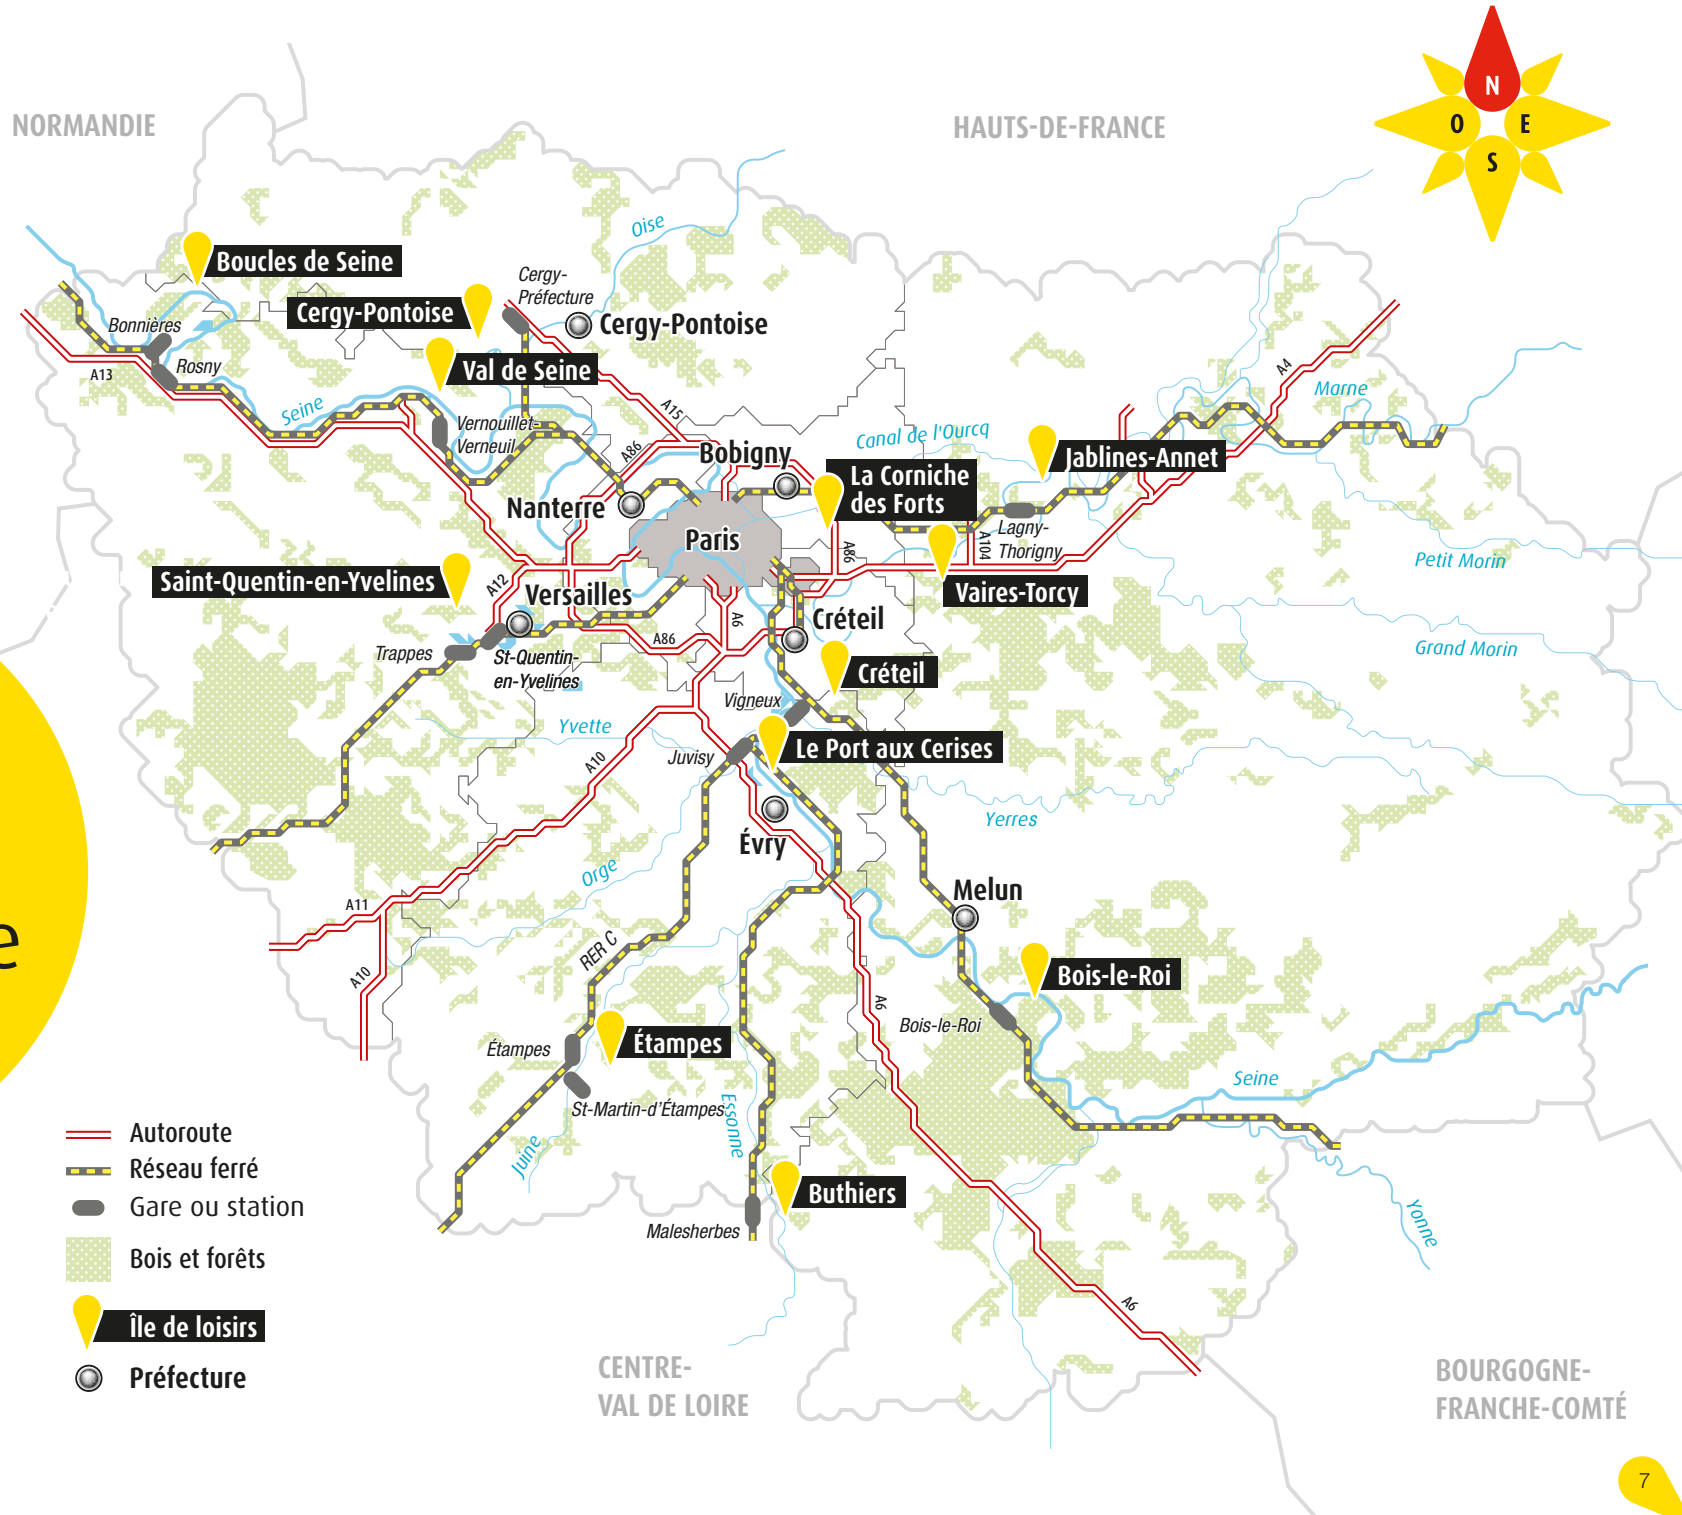 NORMANDIE
HAUTS-DE-FRANCE
N
O
E
S
Boucles de Seine
Cergy-Pontoise
Cergy-
Préfecture
Oise
Cergy-Pontoise
Bonnières
Rosny
A13
Val de Seine
Seine
Vernouillet-
Verneuil
A15
A86
Bobigny
Canal de l'Ourcq
A4
Marne
Jablines-Annet
La Corniche
des Forts
Nanterre
Paris
Lagny-
Thorigny
A104
A86
Petit Morin
Saint-Quentin-en-Yvelines
A12
Versailles
Vaires-Torcy
A6
Créteil
A86
Grand Morin
Trappes
St-Quentin-
en-Yvelines
Créteil
Vigneux
Yvette
Juvisy
Le Port aux Cerises
A10
Yerres
Évry
Orge
Melun
A11
A10
RER C
e
Bois-le-Roi
A6
Bois-le-Roi
Étampes
Étampes
Seine
St-Martin-d'Étampes
Essonne
Juine
Buthiers
Malesherbes
Yonne
A6
Autoroute
Réseau ferré
Gare ou station
Bois et forêts
Île de loisirs
Préfecture
CENTRE-
VAL DE LOIRE
BOURGOGNE-
FRANCHE-COMTÉ
7